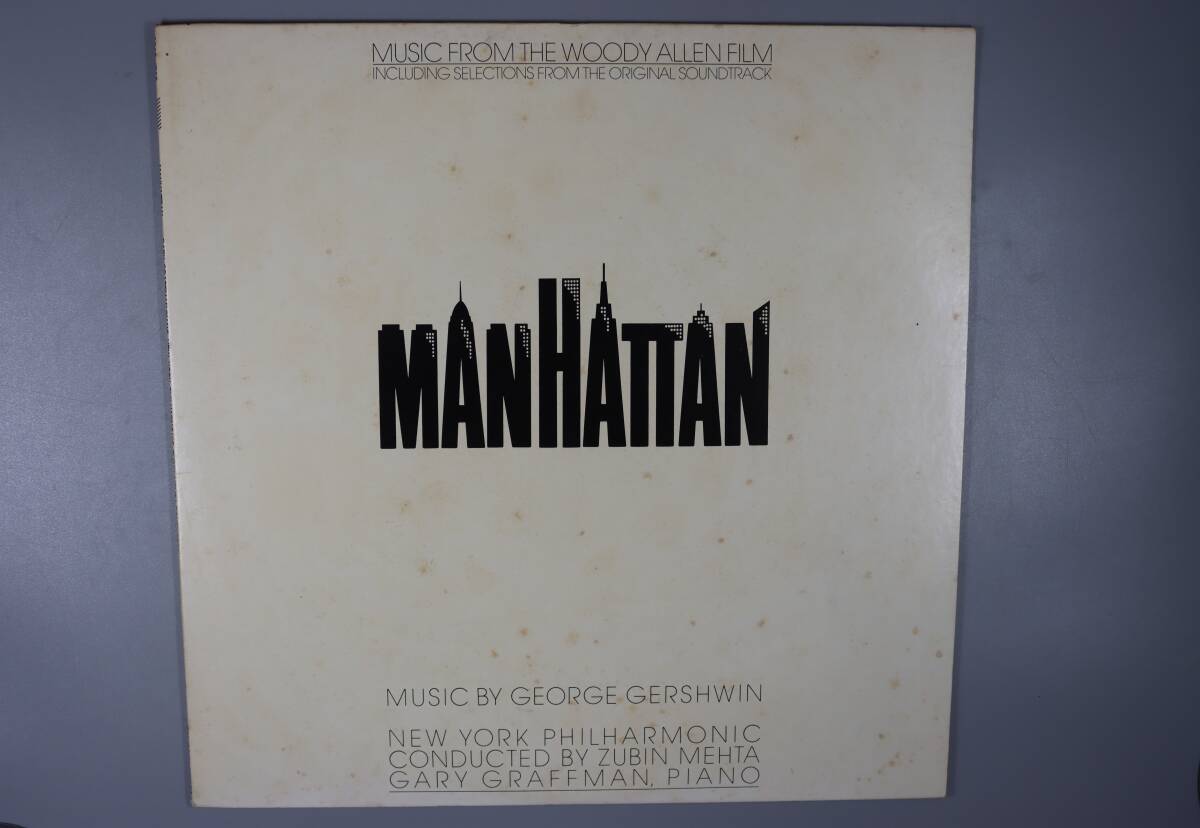 MUSIC FROM THE WOODY ALLEN FILM
INCLUDING SELECTIONS FROM THE ORIGINAL SOUNDTRACK
MANHATTAN
MUSIC BY GEORGE GERSHWIN
NEW YORK PHILHARMONIC
CONDUCTED BY ZUBIN MEHTA
GARY GRAFFMAN, PIANO